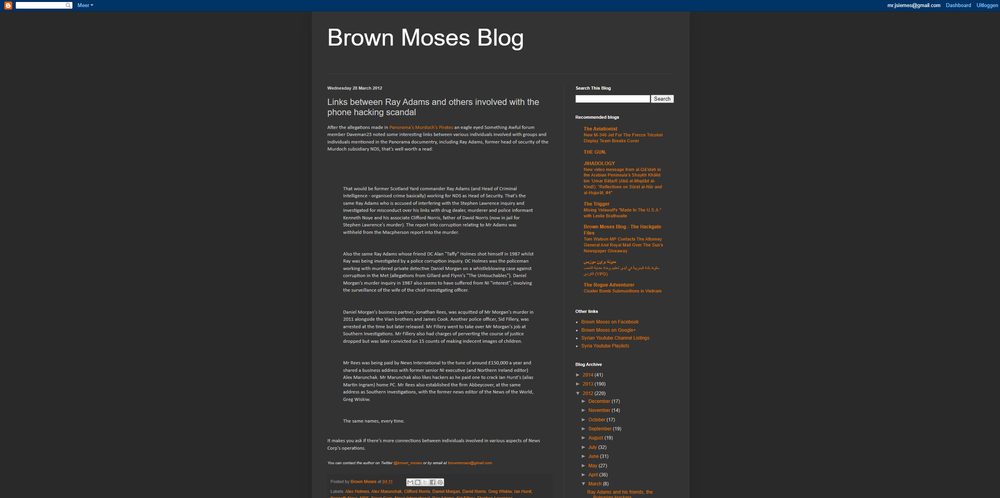 Meer
mr.jsiemes@gmail.com Dashboard Uitloggen
Brown Moses Blog
Wednesday 28 March 2012
Links between Ray Adams and others involved with the
phone hacking scandal
After the allegations made in Panorama's Murdoch's Pirates an eagle eyed Something Awful forum
member Daveman23 noted some interesting links between various individuals involved with groups and
individuals mentioned in the Panorama documentry, including Ray Adams, former head of security of the
Murdoch subsidiary NDS, that's well worth a read:
That would be former Scotland Yard commander Ray Adams (and Head of Criminal
Intelligence - organised crime basically) working for NDS as Head of Security. That's the
same Ray Adams who is accused of interfering with the Stephen Lawrence inquiry and
investigated for misconduct over his links with drug dealer, murderer and police informant
Kenneth Noye and his associate Clifford Norris, father of David Norris (now in jail for
Stephen Lawrence's murder). The report into corruption relating to Mr Adams was
withheld from the Macpherson report into the murder.
Also the same Ray Adams whose friend DC Alan "Taffy" Holmes shot himself in 1987 whilst
Ray was being investigated by a police corruption inquiry. DC Holmes was the policeman
working with murdered private detective Daniel Morgan on a whistleblowing case against
corruption in the Met (allegations from Gillard and Flynn's "The Untouchables"). Daniel
Morgan's murder inquiry in 1987 also seems to have suffered from NI "interest", involving
the surveillance of the wife of the chief investigating officer.
Daniel Morgan's business partner, Jonathan Rees, was acquitted of Mr Morgan's murder in
2011 alongside the Vian brothers and James Cook. Another police officer, Sid Fillery, was
arrested at the time but later released. Mr Fillery went to take over Mr Morgan's job at
Southern Investigations. Mr Fillery also had charges of perverting the course of justice
dropped but was later convicted on 15 counts of making indecent images of children.
Mr Rees was being paid by News International to the tune of around £150,000 a year and
shared a business address with former senior NI executive (and Northern Ireland editor)
Alex Marunchak. Mr Marunchak also likes hackers as he paid one to crack Ian Hurst's (alias
Martin Ingram) home PC. Mr Rees also established the firm Abbeycover, at the same
address as Southern Investigations, with the former news editor of the News of the World,
Greg Wiskiw.
The same names, every time.
It makes you ask if there's more connections between individuals involved in various aspects of News
Corp's operations.
You can contact the author on Twitter @brown_moses or by email at brownmoses@gmail.com
Posted by Brown Moses at 04:11
Labels: Alex Holmes, Alex Marunchak, Clifford Norris, Daniel Morgan, David Norris, Greg Wiskiw, Ian Hurst,
Kenneth Noye, NDS, News Corp, News International, Ray Adams, Sid Fillery, Stephen Lawrence
Search This Blog
Search
Recommended blogs
The Aviationist
New M-346 Jet For The Frecce Tricolori
Display Team Breaks Cover
THE GUN.
JIHADOLOGY
New video message from al-Qā'idah in
the Arabian Peninsula's Shaykh Khālid
bin 'Umar Bāṭarfī (Abū al-Miqdād al-
Kindī): "Reflections on Sūrat al-Nūr and
al-Ḥujurāt, #4"
The Trigger
Mixing Yelawolf's "Made In The U.S.A."
with Leslie Brathwaite
Brown Moses Blog - The Hackgate
Files
Tom Watson MP Contacts The Attorney
General And Royal Mail Over The Sun's
Newspaper Giveaway
مدونة براون موزيس
سقوط بلدة اليعربية في أيدى تنظيم وحدة حماية الشعب
الكردى (YPG)
The Rogue Adventurer
Cluster Bomb Submunitions in Vietnam
Other links
Brown Moses on Facebook
Brown Moses on Google+
Syrian Youtube Channel Listings
Syria Youtube Playlists
Blog Archive
► 2014 (41)
► 2013 (190)
▼ 2012 (220)
► December (17)
► November (14)
► October (17)
► September (19)
► August (19)
► July (32)
► June (31)
► May (27)
► April (36)
▼ March (8)
Ray Adams and his friends, the
Bulgarian Hackers